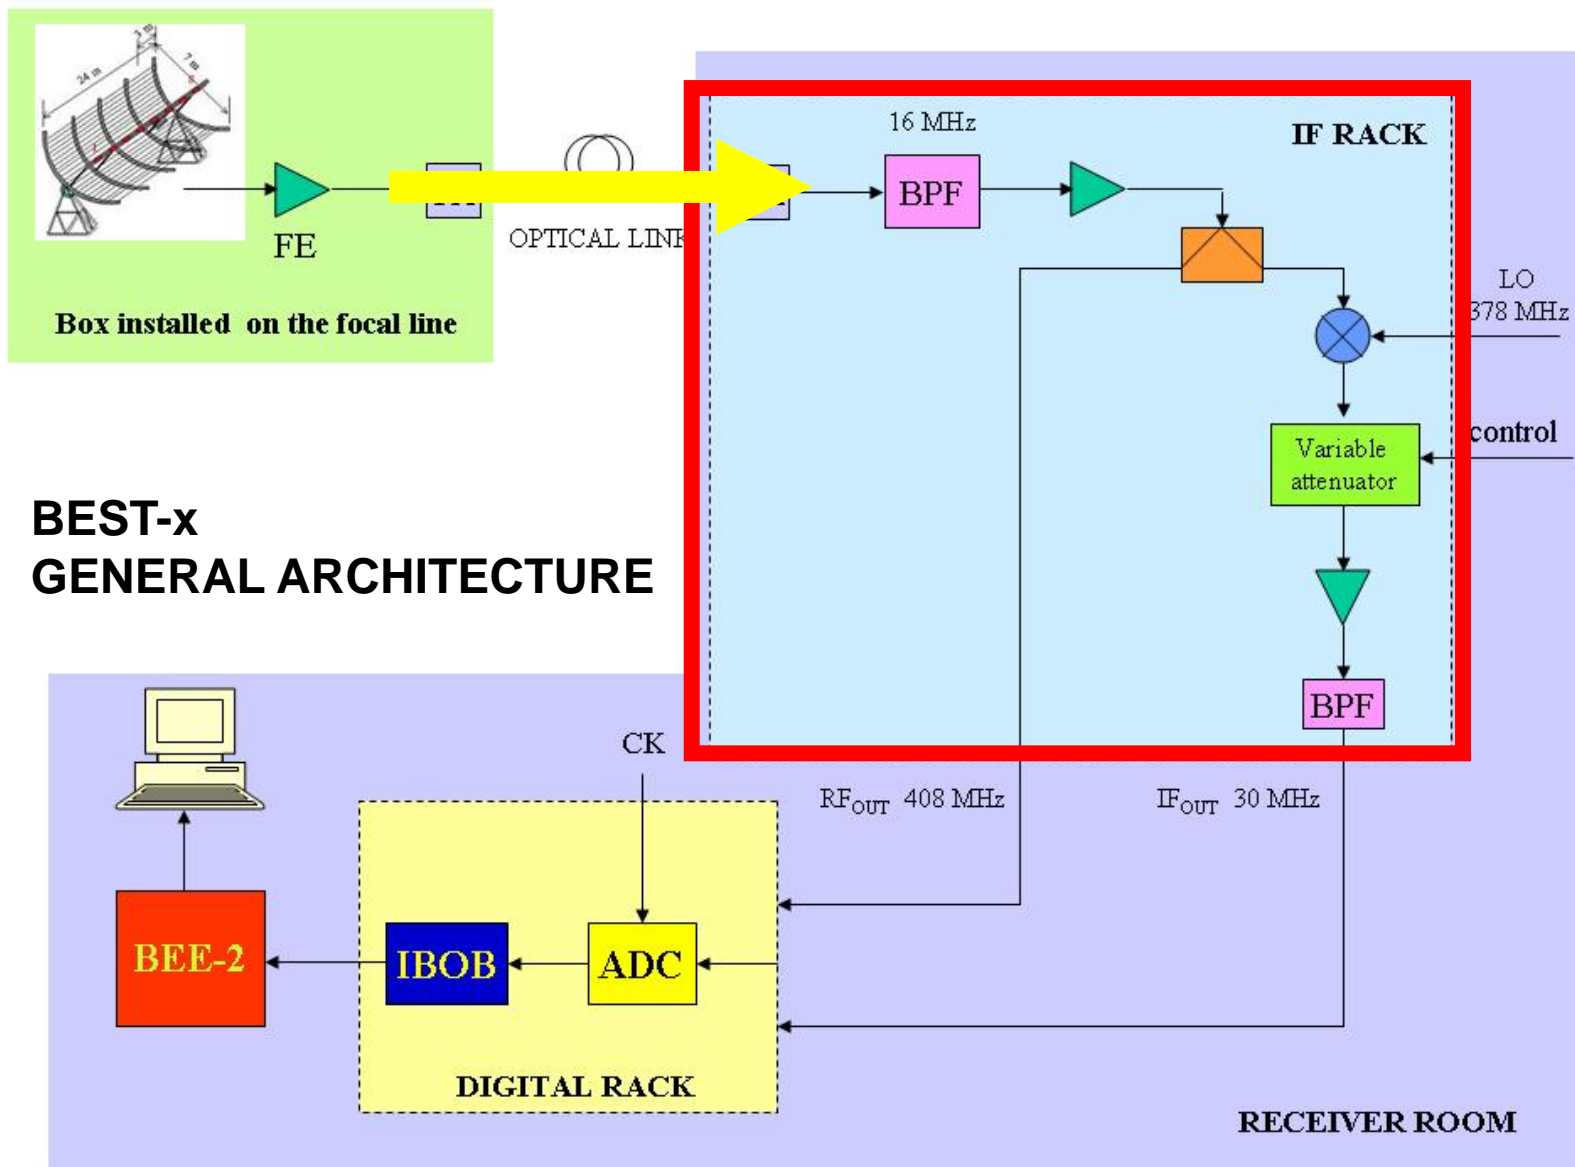 3 m
24 m
7 m
FE
Box installed on the focal line
OPTICAL LINK
16 MHz
IF RACK
BPF
LO
378 MHz
control
Variable
attenuator
BPF
BEST-x
GENERAL ARCHITECTURE
CK
RFOUT 408 MHz
IFOUT 30 MHz
BEE-2
IBOB
ADC
DIGITAL RACK
RECEIVER ROOM